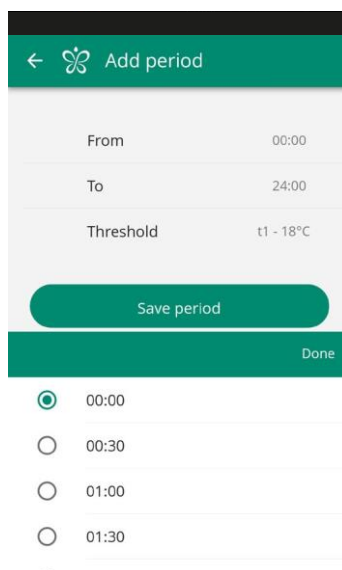 Add period
From 00:00
To 24:00
Threshold t1 - 18°C
Save period
Done
00:00
00:30
01:00
01:30